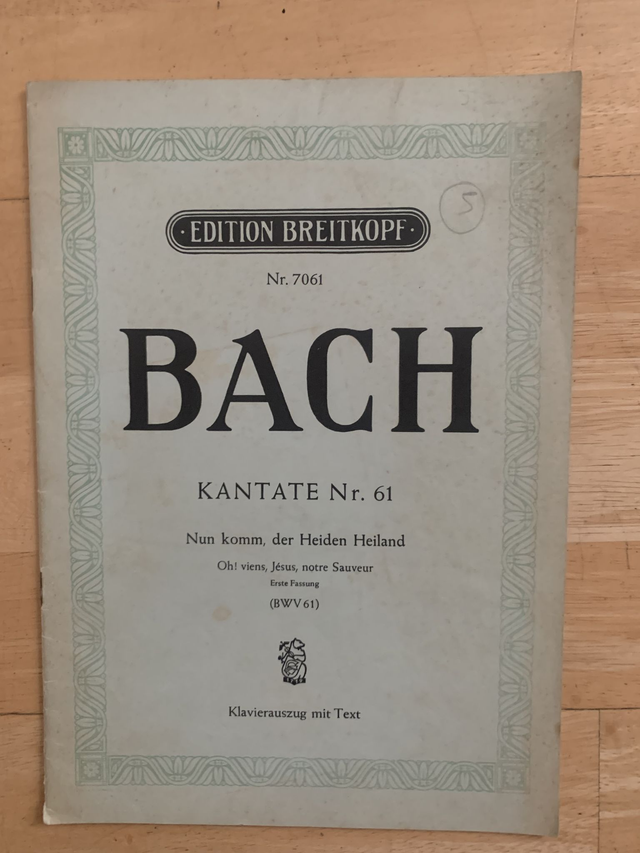 5
·EDITION BREITKOPF·
Nr. 7061
BACH
KANTATE Nr. 61
Nun komm, der Heiden Heiland
Oh! viens, Jésus, notre Sauveur
Erste Fassung
(BWV 61)
Klavierauszug mit Text